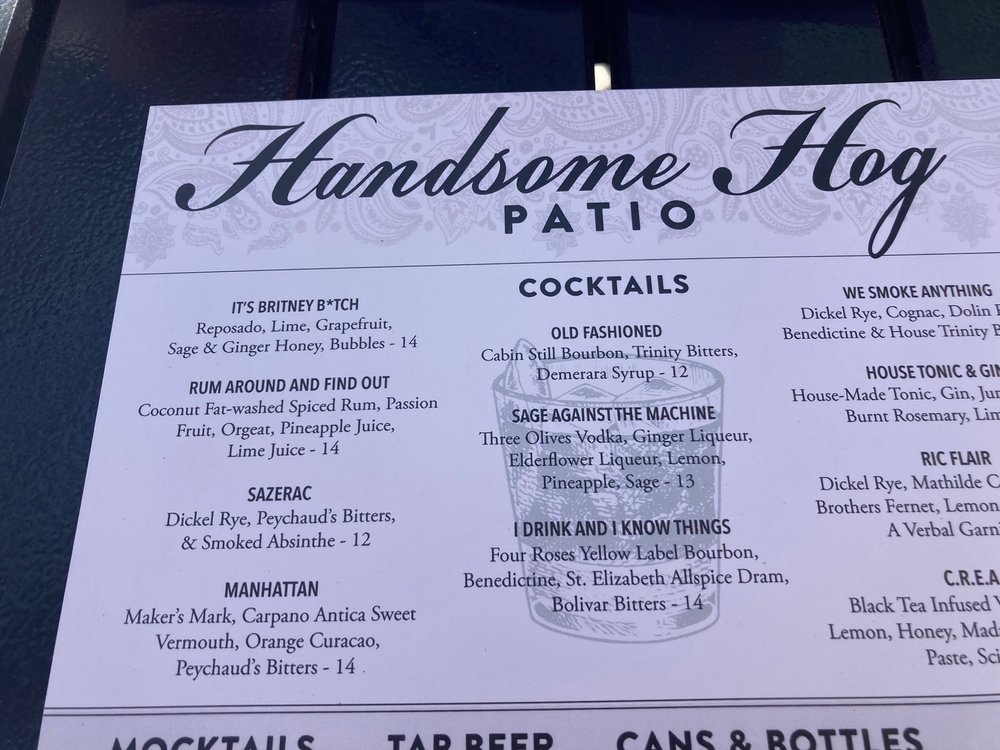 Handsome Hog
PATIO
COCKTAILS
IT'S BRITNEY B*TCH
Reposado, Lime, Grapefruit,
Sage & Ginger Honey, Bubbles - 14
RUM AROUND AND FIND OUT
Coconut Fat-washed Spiced Rum, Passion
Fruit, Orgeat, Pineapple Juice,
Lime Juice - 14
SAZERAC
Dickel Rye, Peychaud's Bitters,
& Smoked Absinthe - 12
MANHATTAN
Maker's Mark, Carpano Antica Sweet
Vermouth, Orange Curacao,
Peychaud's Bitters - 14
OLD FASHIONED
Cabin Still Bourbon, Trinity Bitters,
Demerara Syrup - 12
SAGE AGAINST THE MACHINE
Three Olives Vodka, Ginger Liqueur,
Elderflower Liqueur, Lemon,
Pineapple, Sage - 13
I DRINK AND I KNOW THINGS
Four Roses Yellow Label Bourbon,
Benedictine, St. Elizabeth Allspice Dram,
Bolivar Bitters - 14
WE SMOKE ANYTHING
Dickel Rye, Cognac, Dolin
Benedictine & House Trinity
HOUSE TONIC & GIN
House-Made Tonic, Gin,
Burnt Rosemary,
RIC FLAIR
Dickel Rye, Mathilde
Brothers Fernet, Lemon
A Verbal
C.R.E.A.
Black Tea Infused
Lemon, Honey,
Paste,
MOCKTAILS
TAP BEER
CANS & BOTTLES